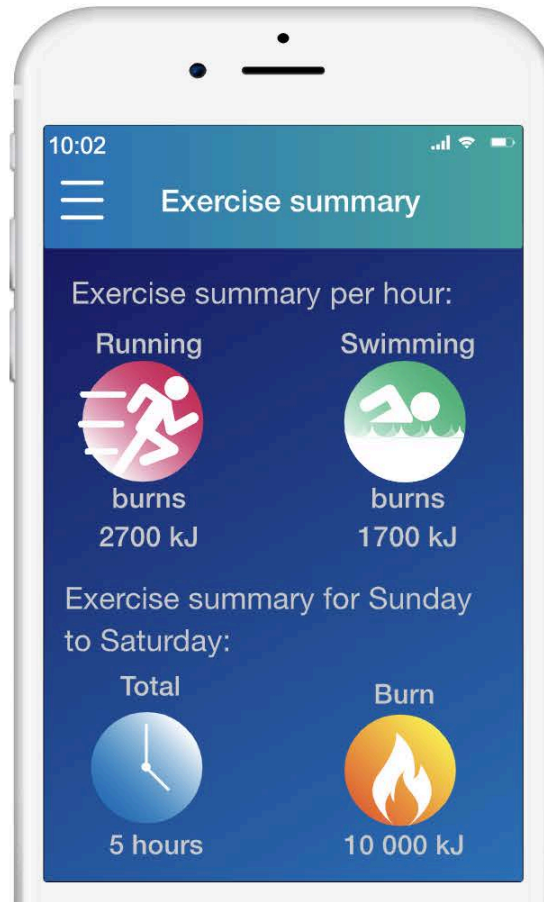 10:02
Exercise summary
Exercise summary per hour:
Running
Swimming
burns
2700 kJ
burns
1700 kJ
Exercise summary for Sunday
to Saturday:
Total
Burn
5 hours
10 000 kJ